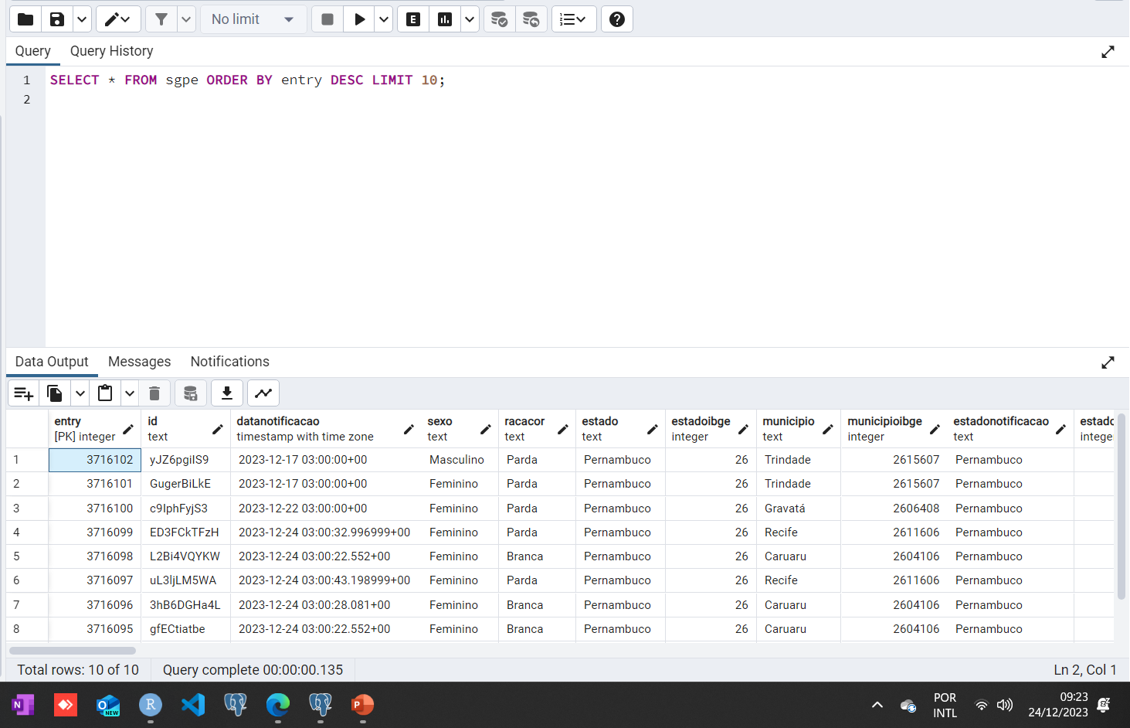 No limit
E
Query Query History
1 SELECT * FROM sgpe ORDER BY entry DESC LIMIT 10;
2
Data Output Messages Notifications
entry id datanotificacao sexo racacor estado estadoibge municipio municipioibge estadonotificacao estado
[PK] integer text timestamp with time zone text text text integer text integer text intege
1 3716102 yJZ6pgiIS9 2023-12-17 03:00:00+00 Masculino Parda Pernambuco 26 Trindade 2615607 Pernambuco
2 3716101 GugerBiLkE 2023-12-17 03:00:00+00 Feminino Parda Pernambuco 26 Trindade 2615607 Pernambuco
3 3716100 c9IphFyjS3 2023-12-22 03:00:00+00 Feminino Parda Pernambuco 26 Gravatá 2606408 Pernambuco
4 3716099 ED3FCkTFzH 2023-12-24 03:00:32.996999+00 Feminino Parda Pernambuco 26 Recife 2611606 Pernambuco
5 3716098 L2Bi4VQYKW 2023-12-24 03:00:22.552+00 Feminino Branca Pernambuco 26 Caruaru 2604106 Pernambuco
6 3716097 uL3ljLM5WA 2023-12-24 03:00:43.198999+00 Feminino Parda Pernambuco 26 Recife 2611606 Pernambuco
7 3716096 3hB6DGHa4L 2023-12-24 03:00:28.081+00 Feminino Branca Pernambuco 26 Caruaru 2604106 Pernambuco
8 3716095 gfECtiatbe 2023-12-24 03:00:22.552+00 Feminino Branca Pernambuco 26 Caruaru 2604106 Pernambuco
Total rows: 10 of 10 Query complete 00:00:00.135 Ln 2, Col 1
POR 09:23
INTL 24/12/2023